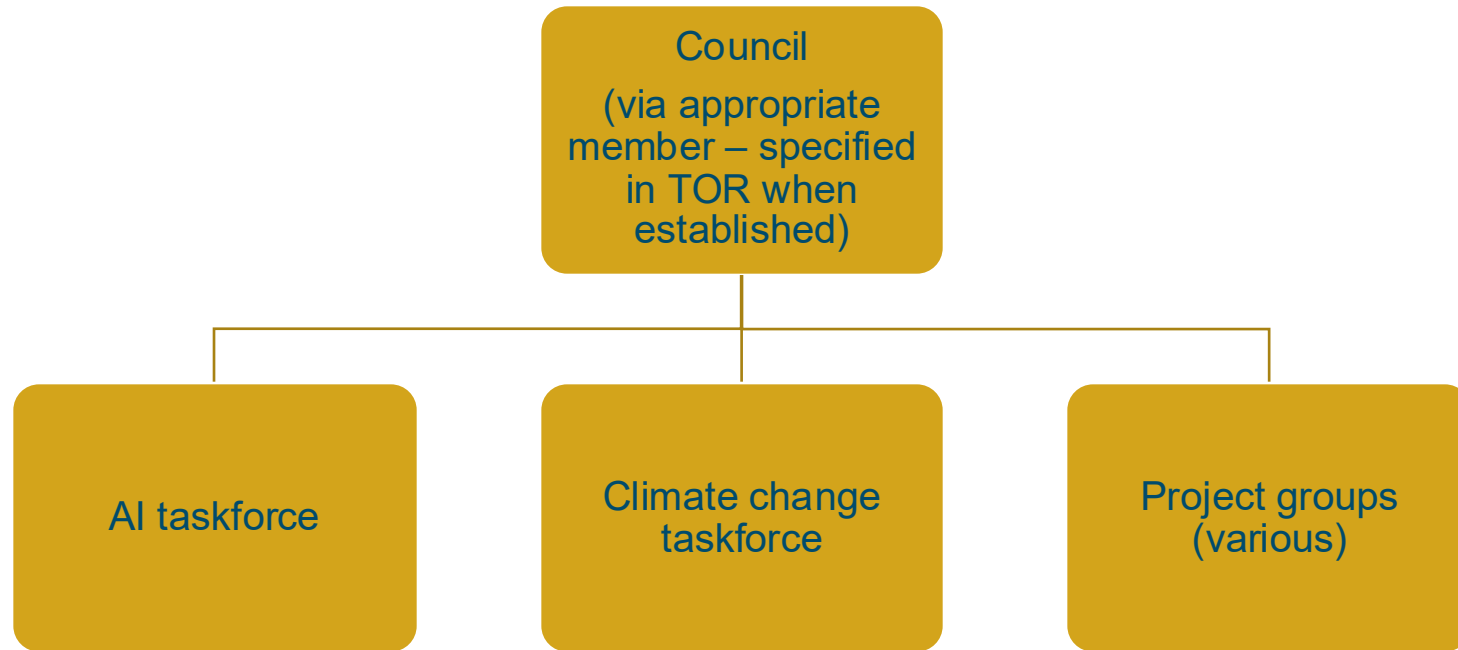 Council
(via appropriate
member – specified
in TOR when
established)
AI taskforce
Climate change
taskforce
Project groups
(various)